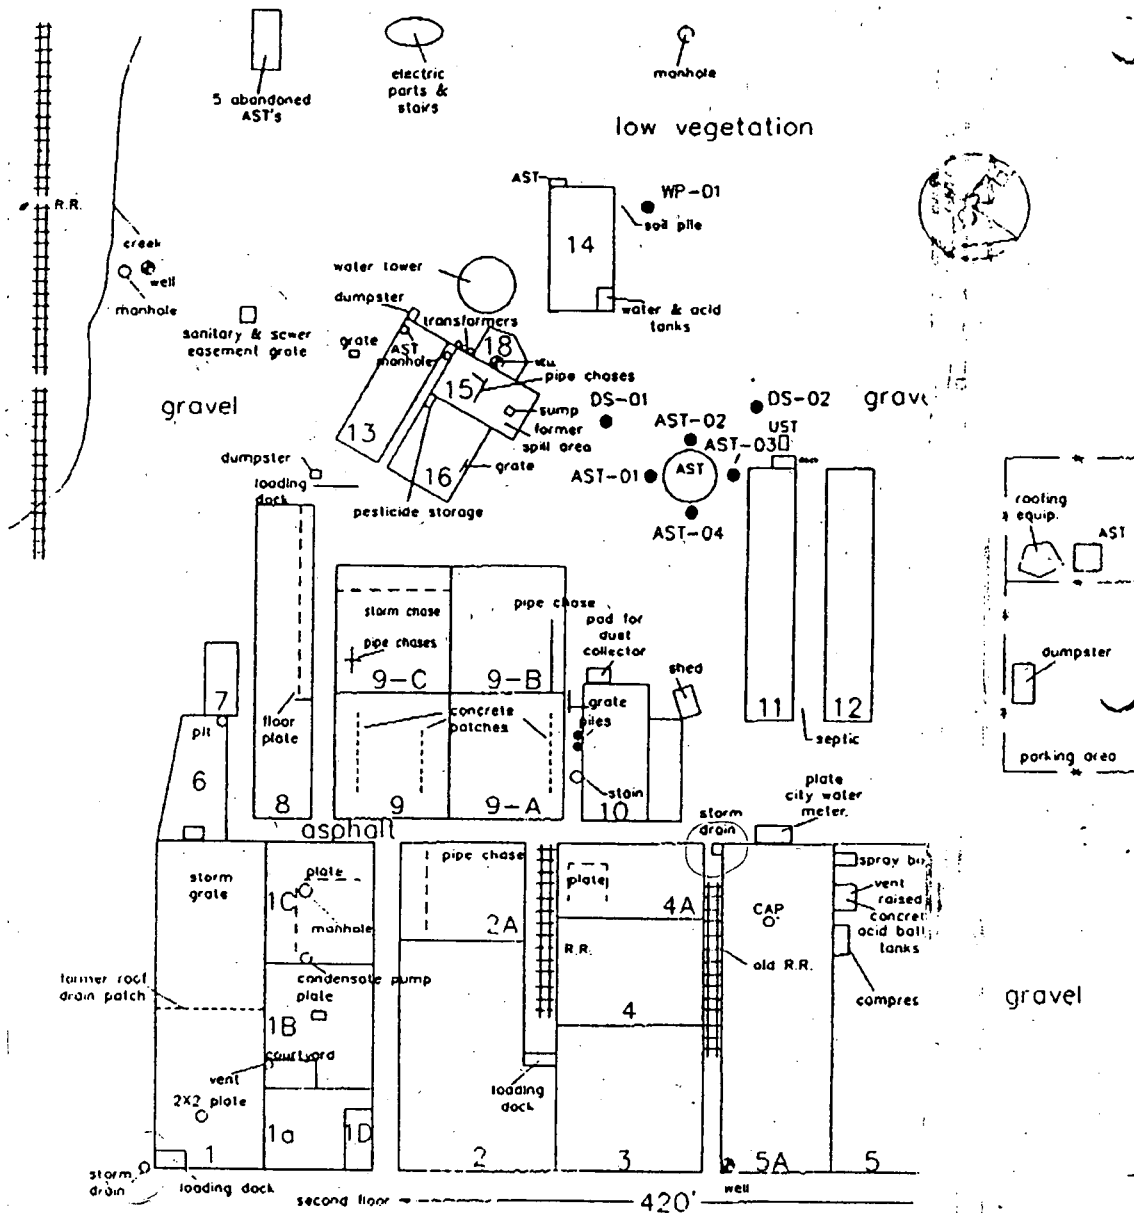 5 abandoned
AST's
electric
parts &
stairs
manhole
low vegetation
AST
WP-01
soil pile
R.R.
14
creek
well
manhole
water tower
dumpster
transformers
water & acid
tanks
sanitary & sewer
easement grate
grate
AST
manhole
18
pipe chases
15
DS-01
DS-02
gravel
gravel
13
sump
former
spill area
AST-02
AST-03
UST
dock
dumpster
loading
dock
16
grate
AST-01
AST
pesticide storage
AST-04
roofing
equip.
AST
storm chase
pipe chase
pad for
dust
collector
pipe chases
9-C
9-B
shed
dumpster
7
floor
plate
concrete
patches
grate
piles
11
12
pit
septic
parking area
6
stain
plate
city water
meter.
8
9
9-A
10
storm
drain
asphalt
storm
grate
plate
pipe chase
plate
spray bo
1C
manhole
2A
4A
CAP
vent
raised
concret
acid ball
tanks
former roof
drain patch
condensate pump
plate
R.R.
old R.R.
compres
gravel
1B
4
courtyard
vent
2X2 plate
loading
dock
1a
1D
1
2
3
5A
5
storm
drain
loading dock
well
second floor
420'